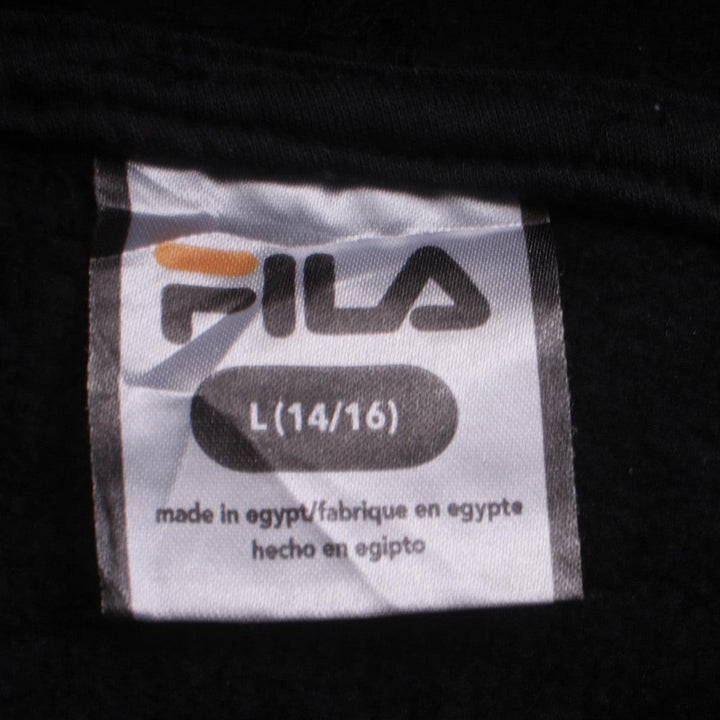 FILA
L (14/16)
made in egypt/fabrique en egypte
hecho en egipto